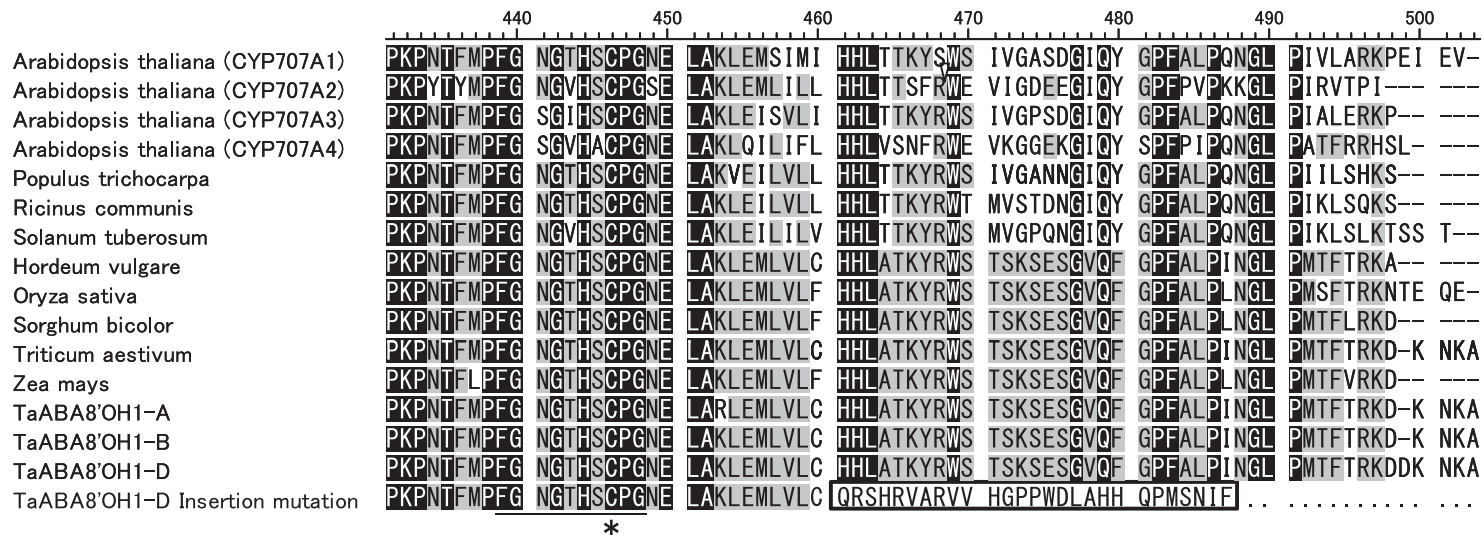 440 450 460 470 480 490 500
Arabidopsis thaliana (CYP707A1) PKPNTFMPFG NGTHSCPGNE LAKLEMSIMI HHLTTKYSWS IVGASDGIQY GPFALPQNGL PIVLARKPEI EV-
Arabidopsis thaliana (CYP707A2) PKPYTYMPFG NGVHSCPGSE LAKLEMLILL HHLTTSFRWE VIGDEEGIQY GPFPVPKKGL PIRVTPI--- ---
Arabidopsis thaliana (CYP707A3) PKPNTFMPFG SGIHSCPGNE LAKLEISVLI HHLTTKYRWS IVGPSDGIQY GPFALPQNGL PIALERKP-- ---
Arabidopsis thaliana (CYP707A4) PKPNTFMPFG SGVHACPGNE LAKLQILIFL HHLVSNFRWE VKGGEKGIQY SPFPIPQNGL PATFRRHSL- ---
Populus trichocarpa PKPNTFMPFG NGTHSCPGNE LAKVEILVLL HHLTTKYRWS IVGANNGIQY GPFALPQNGL PIILSHKS-- ---
Ricinus communis PKPNTFMPFG NGTHSCPGNE LAKLEILVLL HHLTTKYRWT MVSTDNGIQY GPFALPQNGL PIKLSQKS-- ---
Solanum tuberosum PKPNTFMPFG NGVHSCPGNE LAKLEILILV HHLTTKYRWS MVGPQNGIQY GPFALPQNGL PIKLSLKTSS T--
Hordeum vulgare PKPNTFMPFG NGTHSCPGNE LAKLEMLVLC HHLATKYRWS TSKSESGVQF GPFALPINGL PMTFTRKA-- ---
Oryza sativa PKPNTFMPFG NGTHSCPGNE LAKLEMLVLF HHLATKYRWS TSKSESGVQF GPFALPLNGL PMSFTRKNTE QE-
Sorghum bicolor PKPNTFMPFG NGTHSCPGNE LAKLEMLVLF HHLATKYRWS TSKSESGVQF GPFALPLNGL PMTFLRKD-- ---
Triticum aestivum PKPNTFMPFG NGTHSCPGNE LAKLEMLVLC HHLATKYRWS TSKSESGVQF GPFALPINGL PMTFTRKD-K NKA
Zea mays PKPNTFLPFG NGTHSCPGNE LAKLEMLVLF HHLATKYRWS TSKSESGVQF GPFALPLNGL PMTFVRKD-- ---
TaABA8'OH1-A PKPNTFMPFG NGTHSCPGNE LARLEMLVLC HHLATKYRWS TSKSESGVQF GPFALPINGL PMTFTRKD-K NKA
TaABA8'OH1-B PKPNTFMPFG NGTHSCPGNE LAKLEMLVLC HHLATKYRWS TSKSESGVQF GPFALPINGL PMTFTRKD-K NKA
TaABA8'OH1-D PKPNTFMPFG NGTHSCPGNE LAKLEMLVLC HHLATKYRWS TSKSESGVQF GPFALPINGL PMTFTRKDDK NKA
TaABA8'OH1-D Insertion mutation PKPNTFMPFG NGTHSCPGNE LAKLEMLVLC QRSHRVARVV HGPPWDLAHH QPMSNIF... .......... ...
*